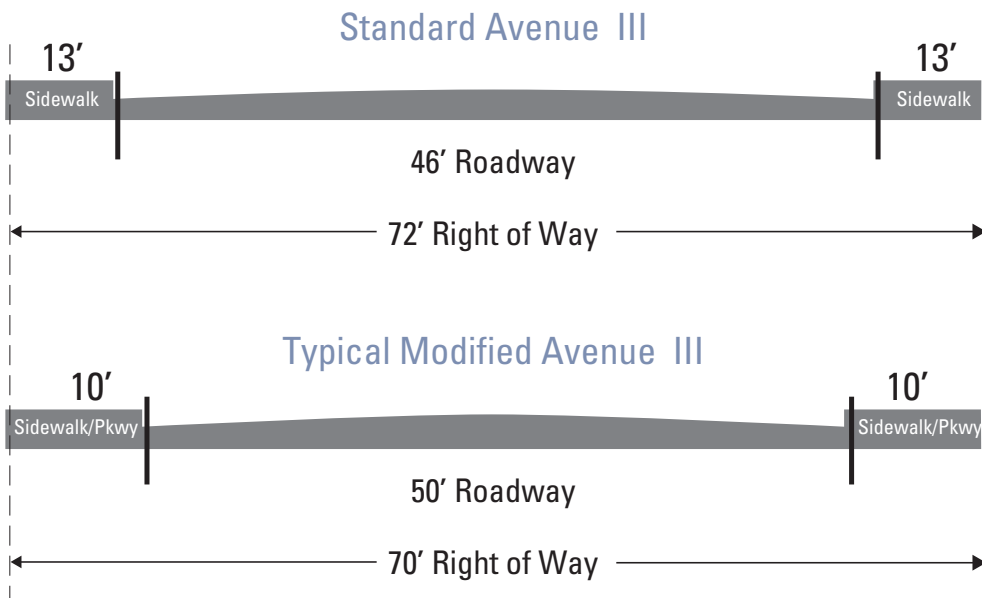 Standard Avenue III
13′ 13′
Sidewalk Sidewalk
46′ Roadway
72′ Right of Way
Typical Modified Avenue III
10′ 10′
Sidewalk/Pkwy Sidewalk/Pkwy
50′ Roadway
70′ Right of Way